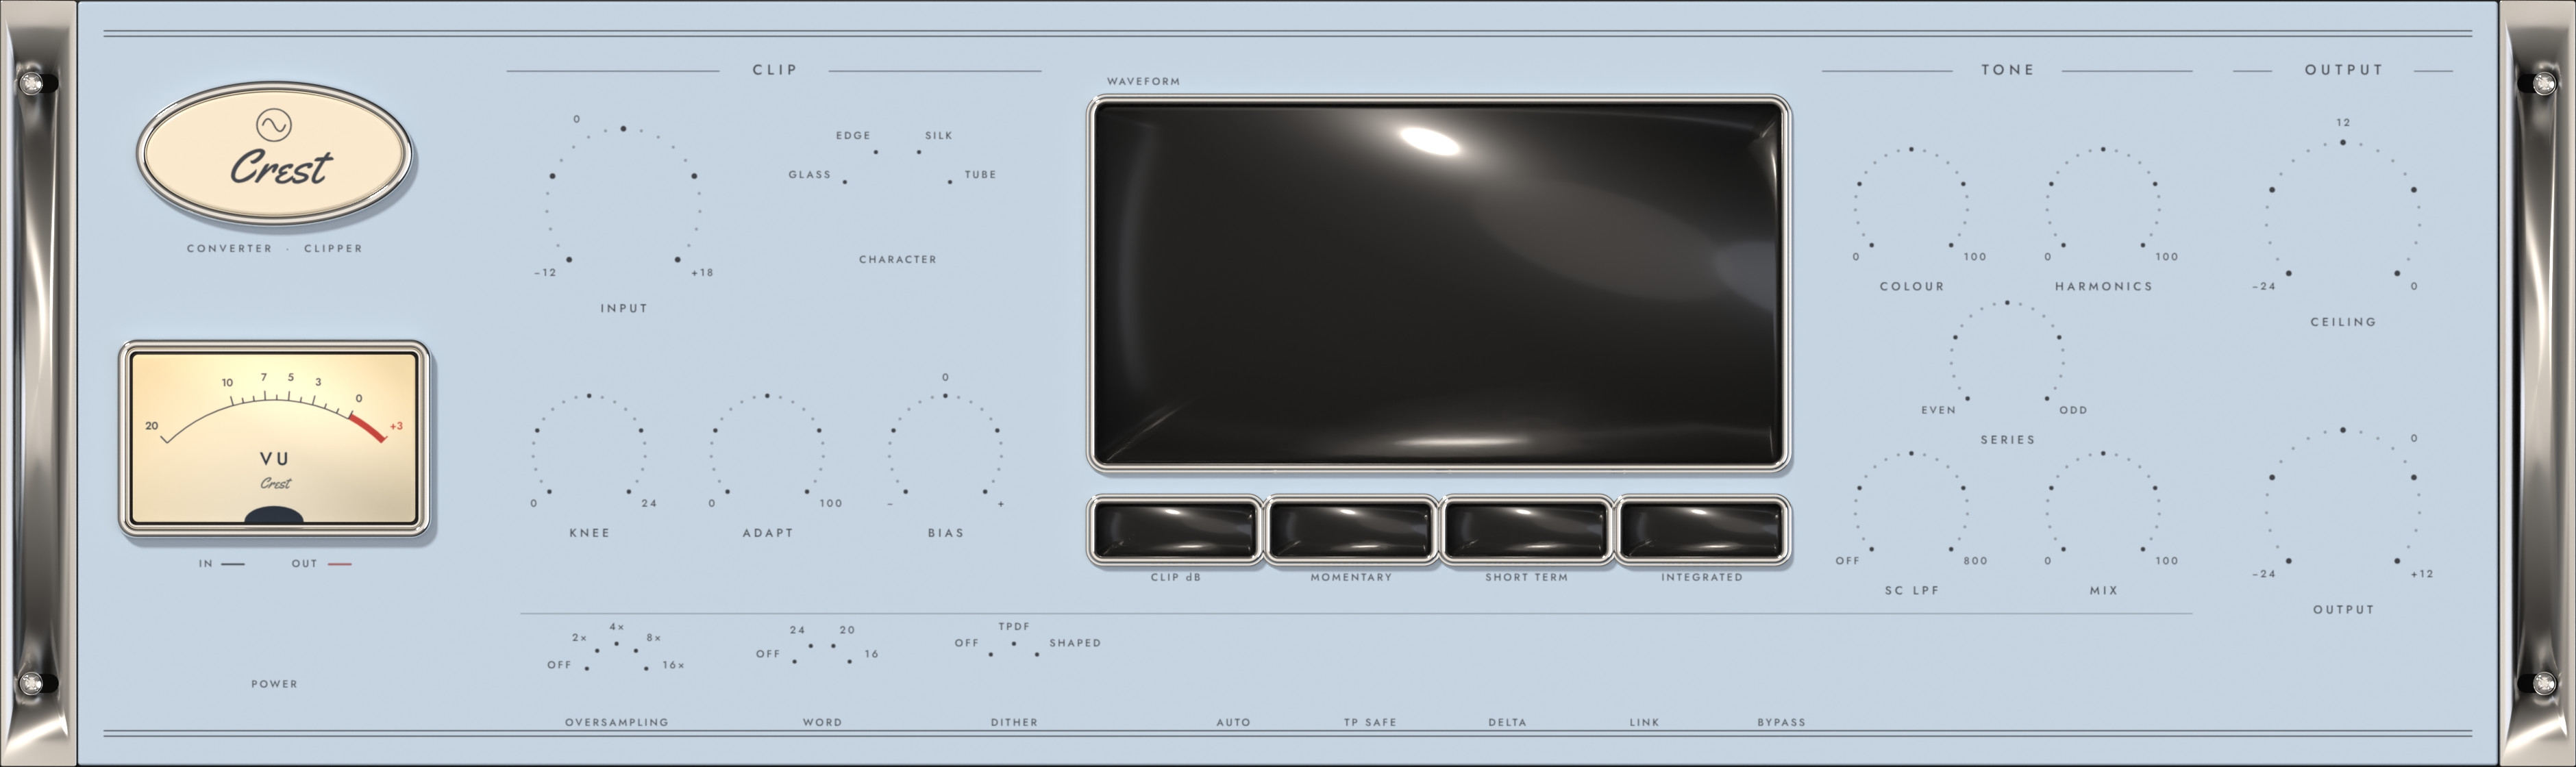 Crest
CONVERTER · CLIPPER
20 10 7 5 3 0 +3
VU
Crest
IN OUT
POWER
CLIP
0
−12 +18
INPUT
GLASS EDGE SILK TUBE
CHARACTER
0 24
KNEE
0 100
ADAPT
0
− +
BIAS
WAVEFORM
CLIP dB
MOMENTARY
SHORT TERM
INTEGRATED
TONE
0 100
COLOUR
0 100
HARMONICS
EVEN ODD
SERIES
OFF 800
SC LPF
0 100
MIX
OUTPUT
12
−24 0
CEILING
0
−24 +12
OUTPUT
OFF 2× 4× 8× 16×
OVERSAMPLING
OFF 24 20 16
WORD
OFF TPDF SHAPED
DITHER
AUTO
TP SAFE
DELTA
LINK
BYPASS